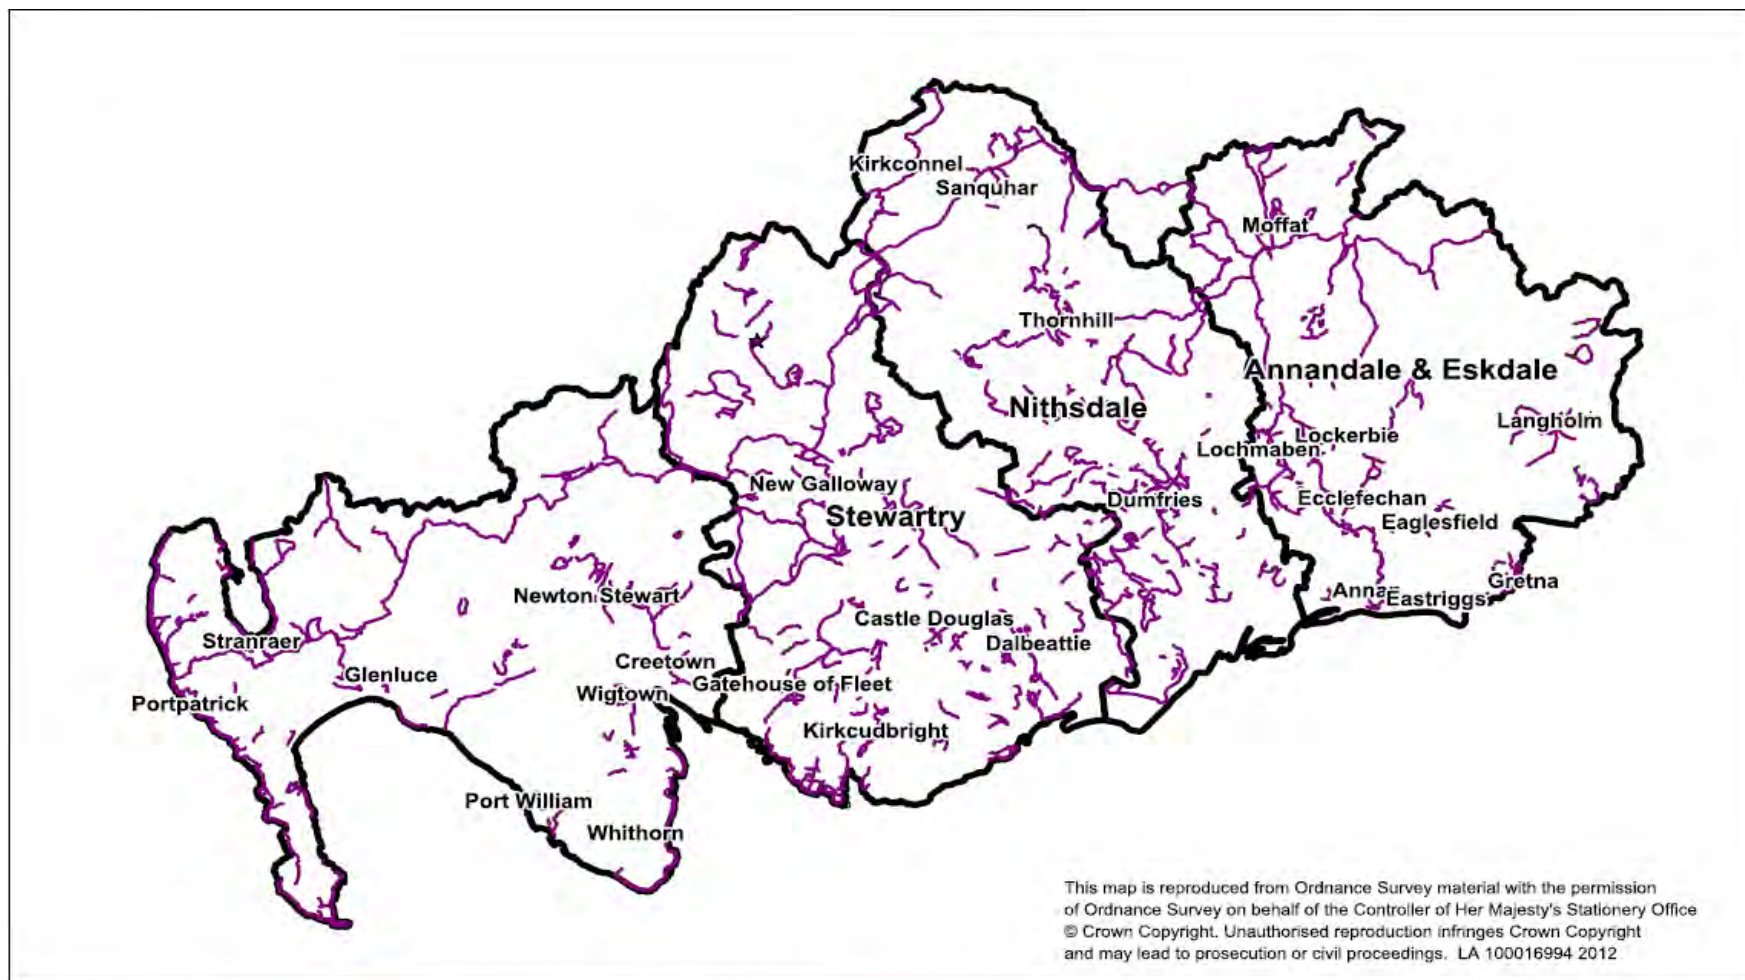 Kirkconnel
Sanquhar
Moffat
Thornhill
Annandale & Eskdale
Nithsdale
Langholm
Lockerbie
Lochmaben
New Galloway
Dumfries
Ecclefechan
Stewartry
Eaglesfield
Newton Stewart
Gretna
Anna
Eastriggs
Castle Douglas
Stranraer
Dalbeattie
Creetown
Glenluce
Gatehouse of Fleet
Wigtown
Portpatrick
Kirkcudbright
Port William
Whithorn
This map is reproduced from Ordnance Survey material with the permission
of Ordnance Survey on behalf of the Controller of Her Majesty's Stationery Office
© Crown Copyright. Unauthorised reproduction infringes Crown Copyright
and may lead to prosecution or civil proceedings. LA 100016994 2012